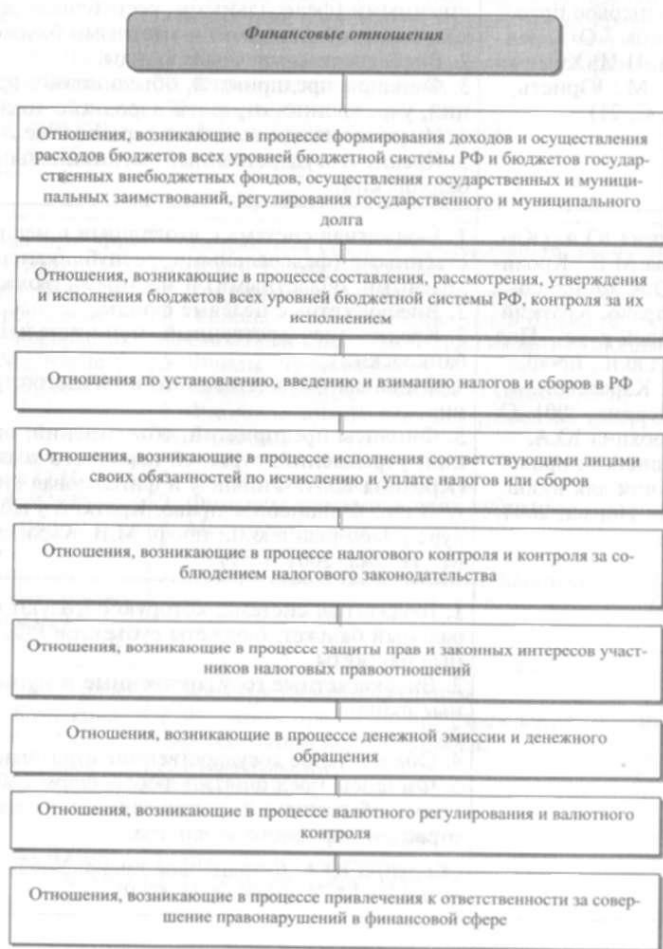 Финансовые отношения
Отношения, возникающие в процессе формирования доходов и осуществления
расходов бюджетов всех уровней бюджетной системы РФ и бюджетов государ-
ственных внебюджетных фондов, осуществления государственных и муници-
пальных заимствований, регулирования государственного и муниципального
долга
Отношения, возникающие в процессе составления, рассмотрения, утверждения
и исполнения бюджетов всех уровней бюджетной системы РФ, контроля за их
исполнением
Отношения по установлению, введению и взиманию налогов и сборов в РФ
Отношения, возникающие в процессе исполнения соответствующими лицами
своих обязанностей по исчислению и уплате налогов или сборов
Отношения, возникающие в процессе налогового контроля и контроля за со-
блюдением налогового законодательства
Отношения, возникающие в процессе защиты прав и законных интересов участ-
ников налоговых правоотношений
Отношения, возникающие в процессе денежной эмиссии и денежного
обращения
Отношения, возникающие в процессе валютного регулирования и валютного
контроля
Отношения, возникающие в процессе привлечения к ответственности за совер-
шение правонарушений в финансовой сфере